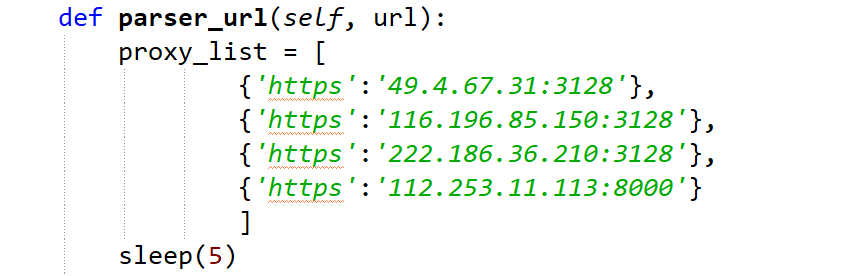 def parser_url(self, url):
proxy_list = [
{'https':'49.4.67.31:3128'},
{'https':'116.196.85.150:3128'},
{'https':'222.186.36.210:3128'},
{'https':'112.253.11.113:8000'}
]
sleep(5)